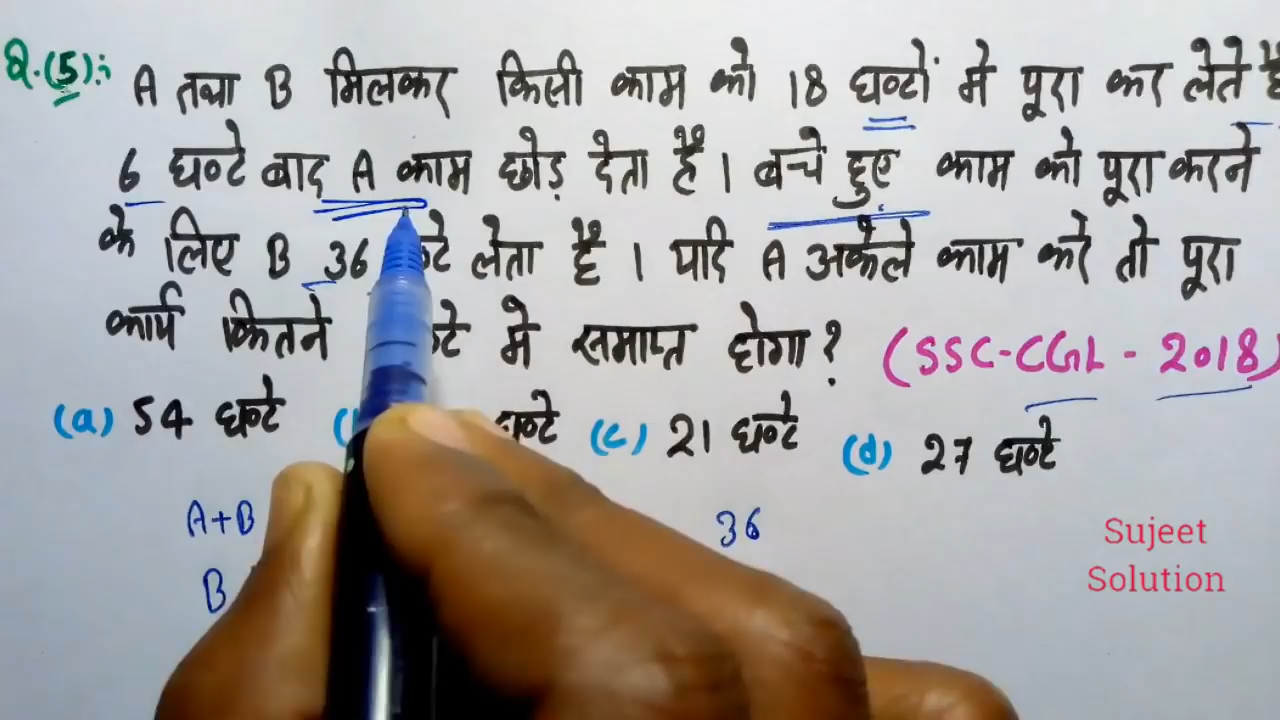 Q.(5):- A तथा B मिलकर किसी काम को 18 घण्टों मे पूरा कर लेते है
6 घण्टे बाद A काम छोड़ देता है । बचे हुए काम को पूरा करने
के लिए B 36 लेता है । यदि A अकेले काम करे तो पूरा
कार्य कितने मे समाप्त होगा ? (SSC-CGL - 2018)
(a) 54 घण्टे घण्टे (c) 21 घण्टे (d) 27 घण्टे
A+B 36
B
Sujeet
Solution